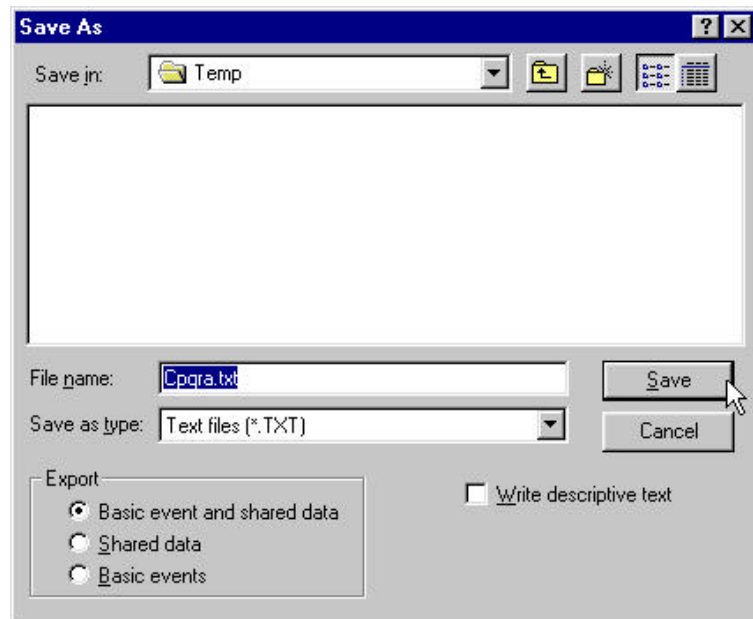 Save As
Save in: Temp
File name: Cpqra.txt
Save
Save as type: Text files (*.TXT)
Cancel
Export
Basic event and shared data
Shared data
Basic events
Write descriptive text